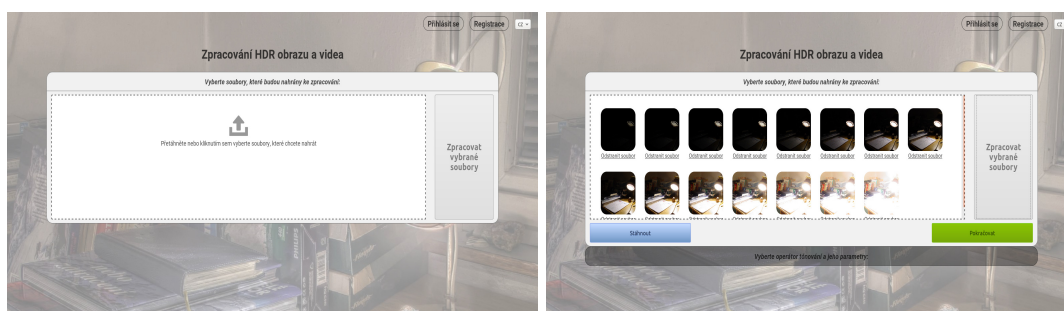 Přihlásit se
Registrace
cz
Zpracování HDR obrazu a videa
Vyberte soubory, které budou nahrány ke zpracování:
Přetáhněte nebo kliknutím sem vyberte soubory, které chcete nahrát
Zpracovat
vybrané
soubory
Přihlásit se
Registrace
cz
Zpracování HDR obrazu a videa
Vyberte soubory, které budou nahrány ke zpracování:
Odstranit soubor Odstranit soubor Odstranit soubor Odstranit soubor Odstranit soubor Odstranit soubor Odstranit soubor Odstranit soubor
Zpracovat
vybrané
soubory
Stáhnout
Pokračovat
Vyberte operátor tónování a jeho parametry: